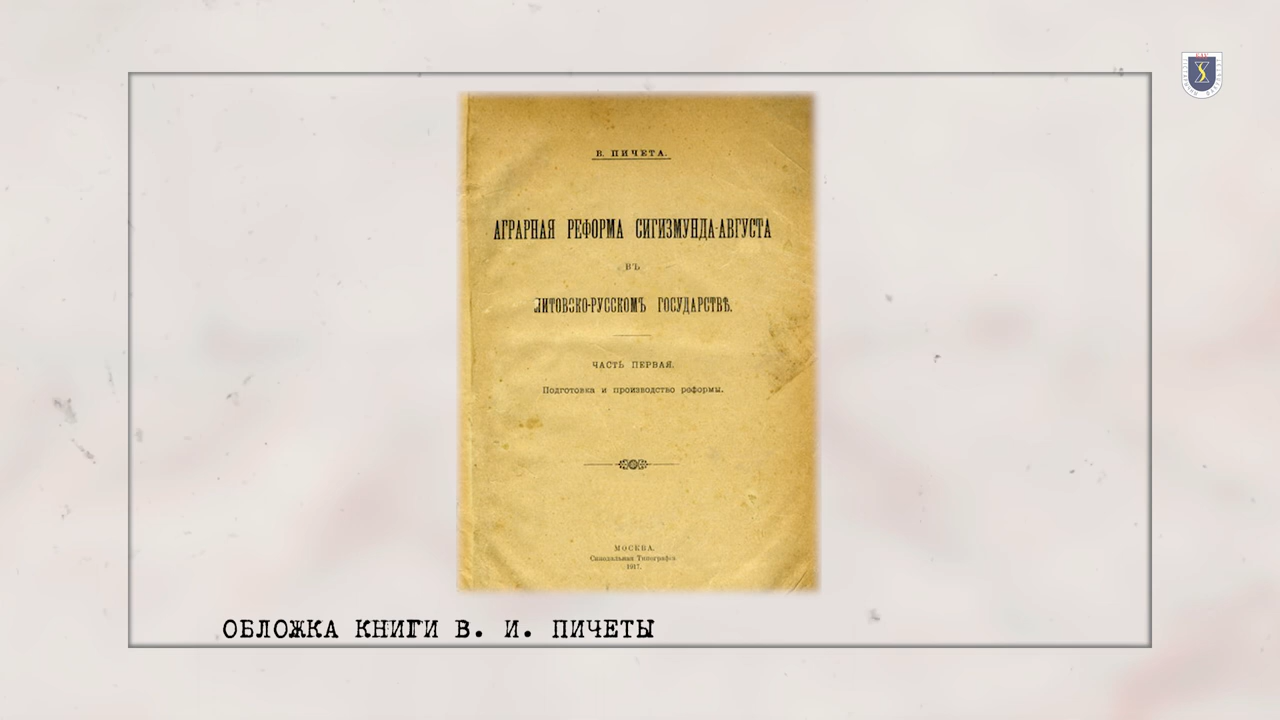 В. ПИЧЕТА.
АГРАРНАЯ РЕФОРМА СИГИЗМУНДА-АВГУСТА
ВЪ
ЛИТОВСКО-РУССКОМЪ ГОСУДАРСТВѢ.
ЧАСТЬ ПЕРВАЯ.
Подготовка и производство реформы.
МОСКВА.
Синодальная Типографія
1917.
ОБЛОЖКА КНИГИ В. И. ПИЧЕТЫ